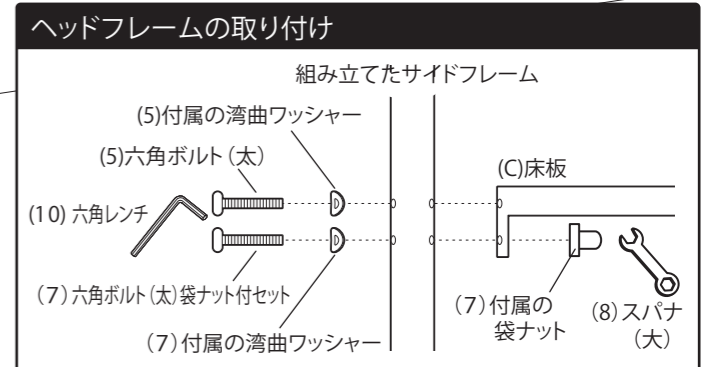 ヘッドフレームの取り付け
組み立てたサイドフレーム
(5)付属の湾曲ワッシャー
(5)六角ボルト（太）
(C)床板
(10) 六角レンチ
（7）六角ボルト（太）袋ナット付セット
（7）付属の
袋ナット
(8)スパナ
（大）
（7）付属の湾曲ワッシャー